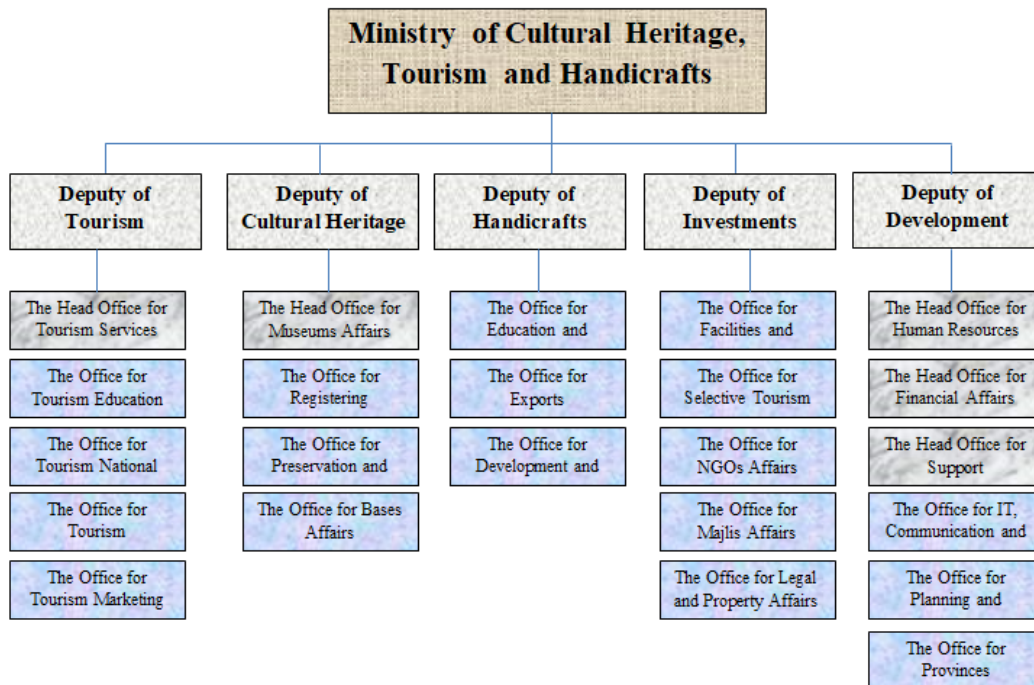 Ministry of Cultural Heritage,
Tourism and Handicrafts
Deputy of
Tourism
Deputy of
Cultural Heritage
Deputy of
Handicrafts
Deputy of
Investments
Deputy of
Development
The Head Office for
Tourism Services
The Office for
Tourism Education
The Office for
Tourism National
The Office for
Tourism
The Office for
Tourism Marketing
The Head Office for
Museums Affairs
The Office for
Registering
The Office for
Preservation and
The Office for Bases
Affairs
The Office for
Education and
The Office for
Exports
The Office for
Development and
The Office for
Facilities and
The Office for
Selective Tourism
The Office for
NGOs Affairs
The Office for
Majlis Affairs
The Office for Legal
and Property Affairs
The Head Office for
Human Resources
The Head Office for
Financial Affairs
The Head Office for
Support
The Office for IT,
Communication and
The Office for
Planning and
The Office for
Provinces